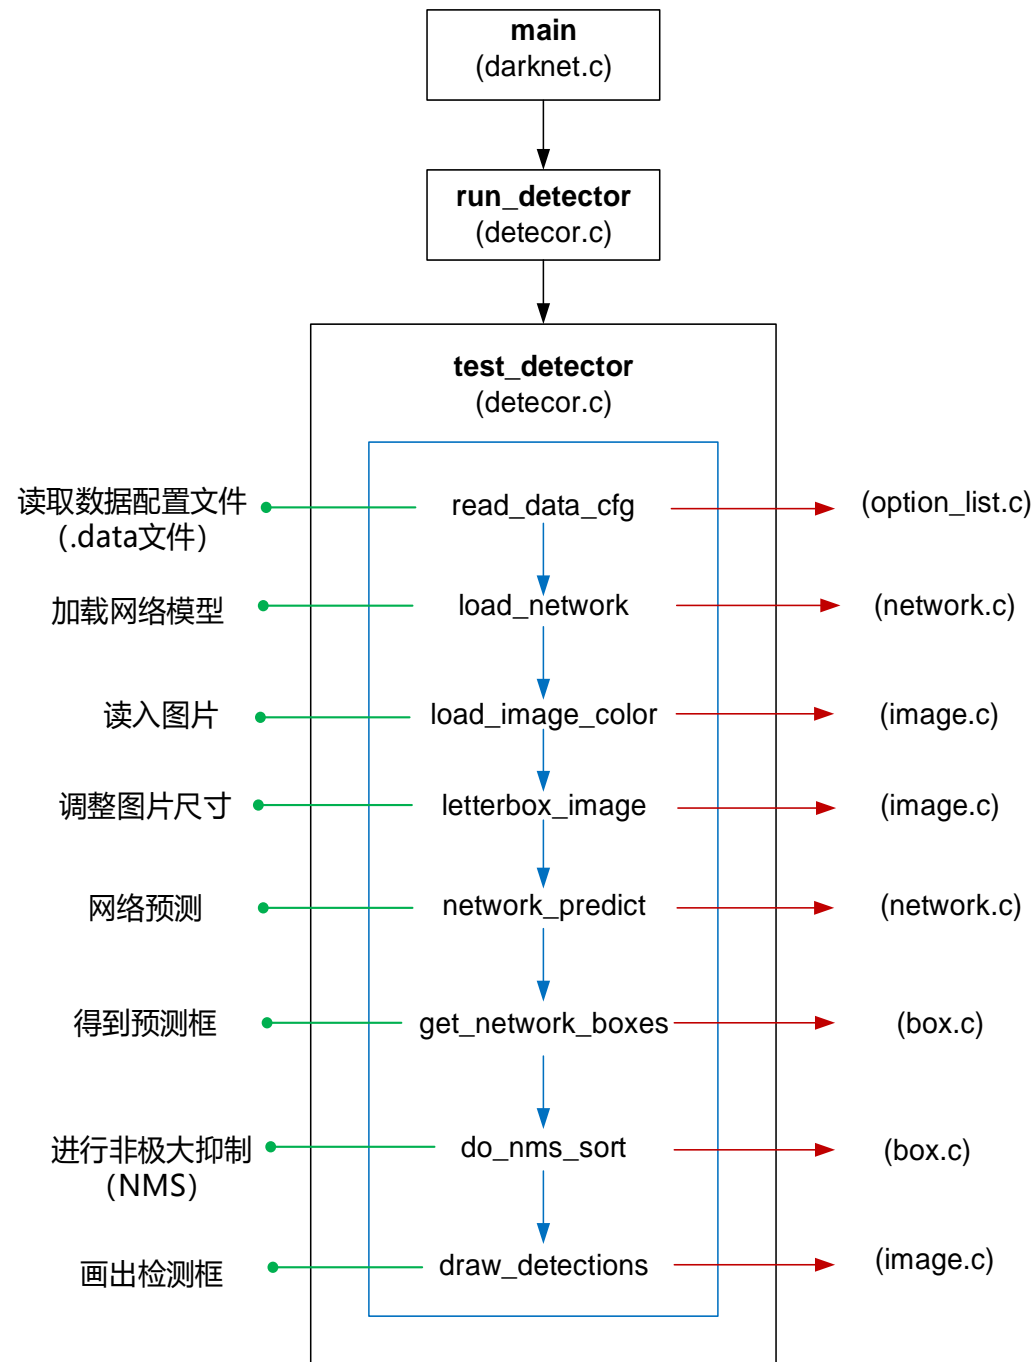 main
(darknet.c)
run_detector
(detecor.c)
test_detector
(detecor.c)
读取数据配置文件
（.data文件）
read_data_cfg
(option_list.c)
加载网络模型
load_network
(network.c)
读入图片
load_image_color
(image.c)
调整图片尺寸
letterbox_image
(image.c)
网络预测
network_predict
(network.c)
得到预测框
get_network_boxes
(box.c)
进行非极大抑制
（NMS）
do_nms_sort
(box.c)
画出检测框
draw_detections
(image.c)